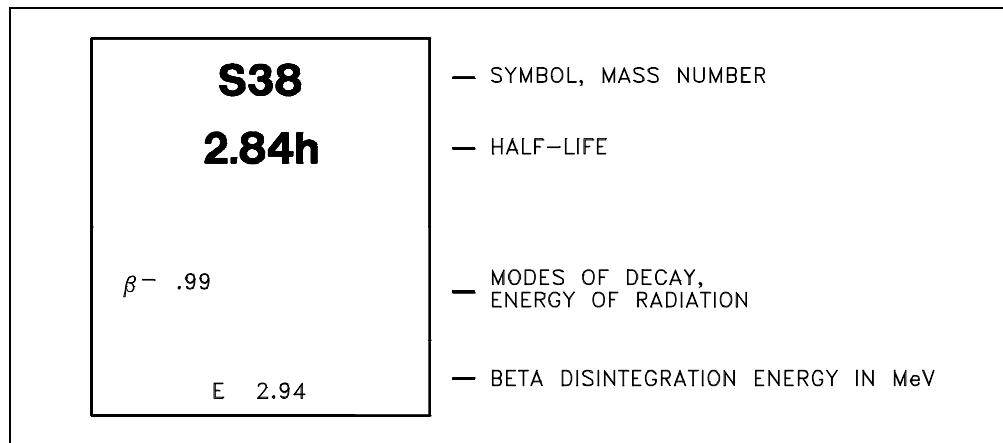 S38
SYMBOL, MASS NUMBER
2.84h
HALF-LIFE
β- .99
MODES OF DECAY,
ENERGY OF RADIATION
E 2.94
BETA DISINTEGRATION ENERGY IN MeV